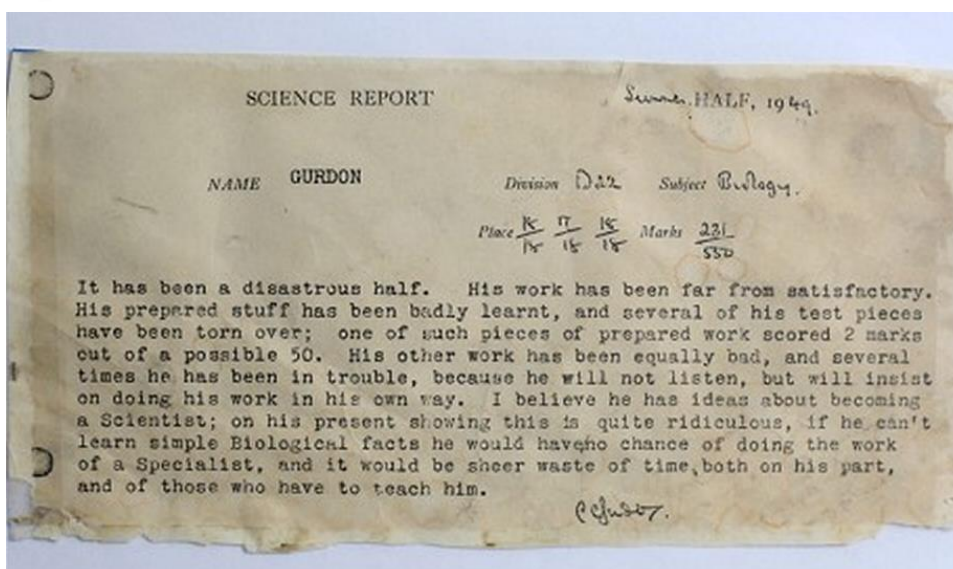 SCIENCE REPORT Summer HALF, 1949.
NAME GURDON Division D22 Subject Biology.
Place 18/18 17/18 18/18 Marks 231/550
It has been a disastrous half. His work has been far from satisfactory.
His prepared stuff has been badly learnt, and several of his test pieces
have been torn over; one of such pieces of prepared work scored 2 marks
out of a possible 50. His other work has been equally bad, and several
times he has been in trouble, because he will not listen, but will insist
on doing his work in his own way. I believe he has ideas about becoming
a Scientist; on his present showing this is quite ridiculous, if he can't
learn simple Biological facts he would have no chance of doing the work
of a Specialist, and it would be sheer waste of time, both on his part,
and of those who have to teach him.